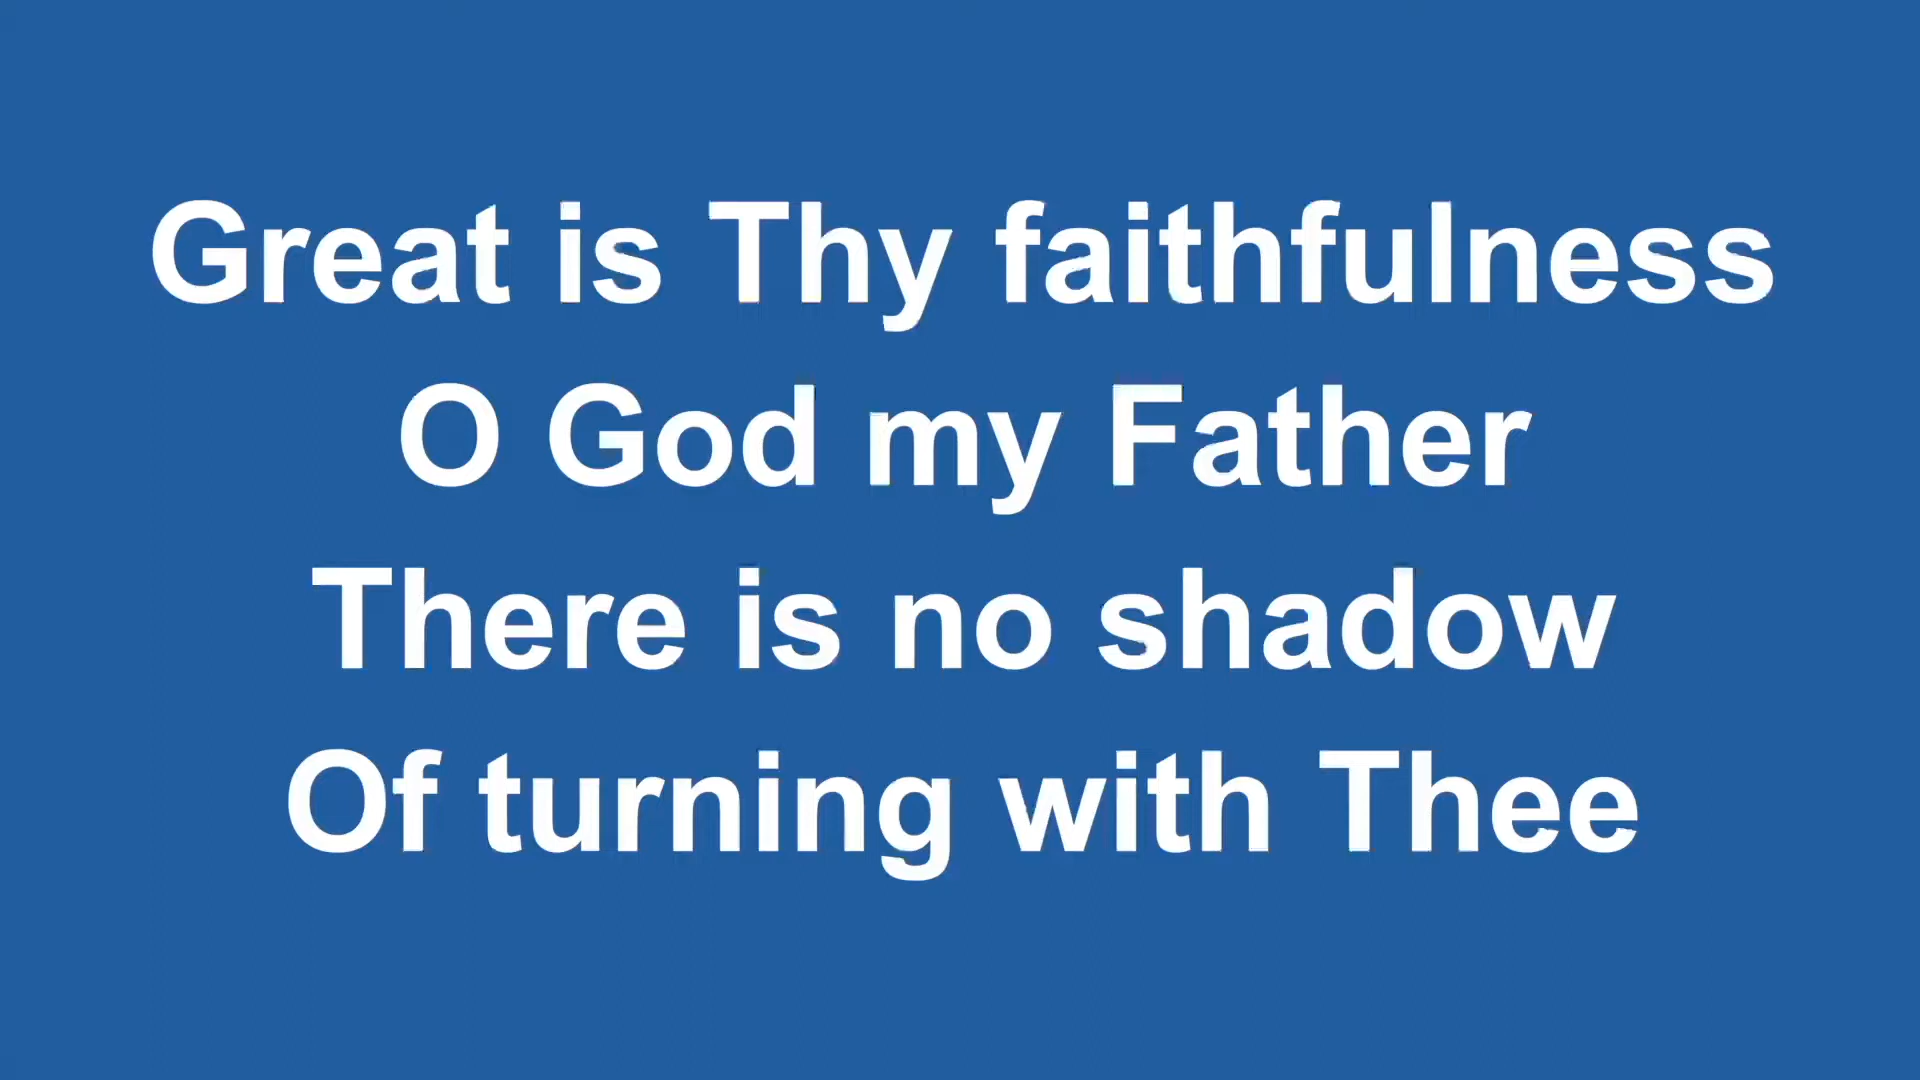 Great is Thy faithfulness
O God my Father
There is no shadow
Of turning with Thee